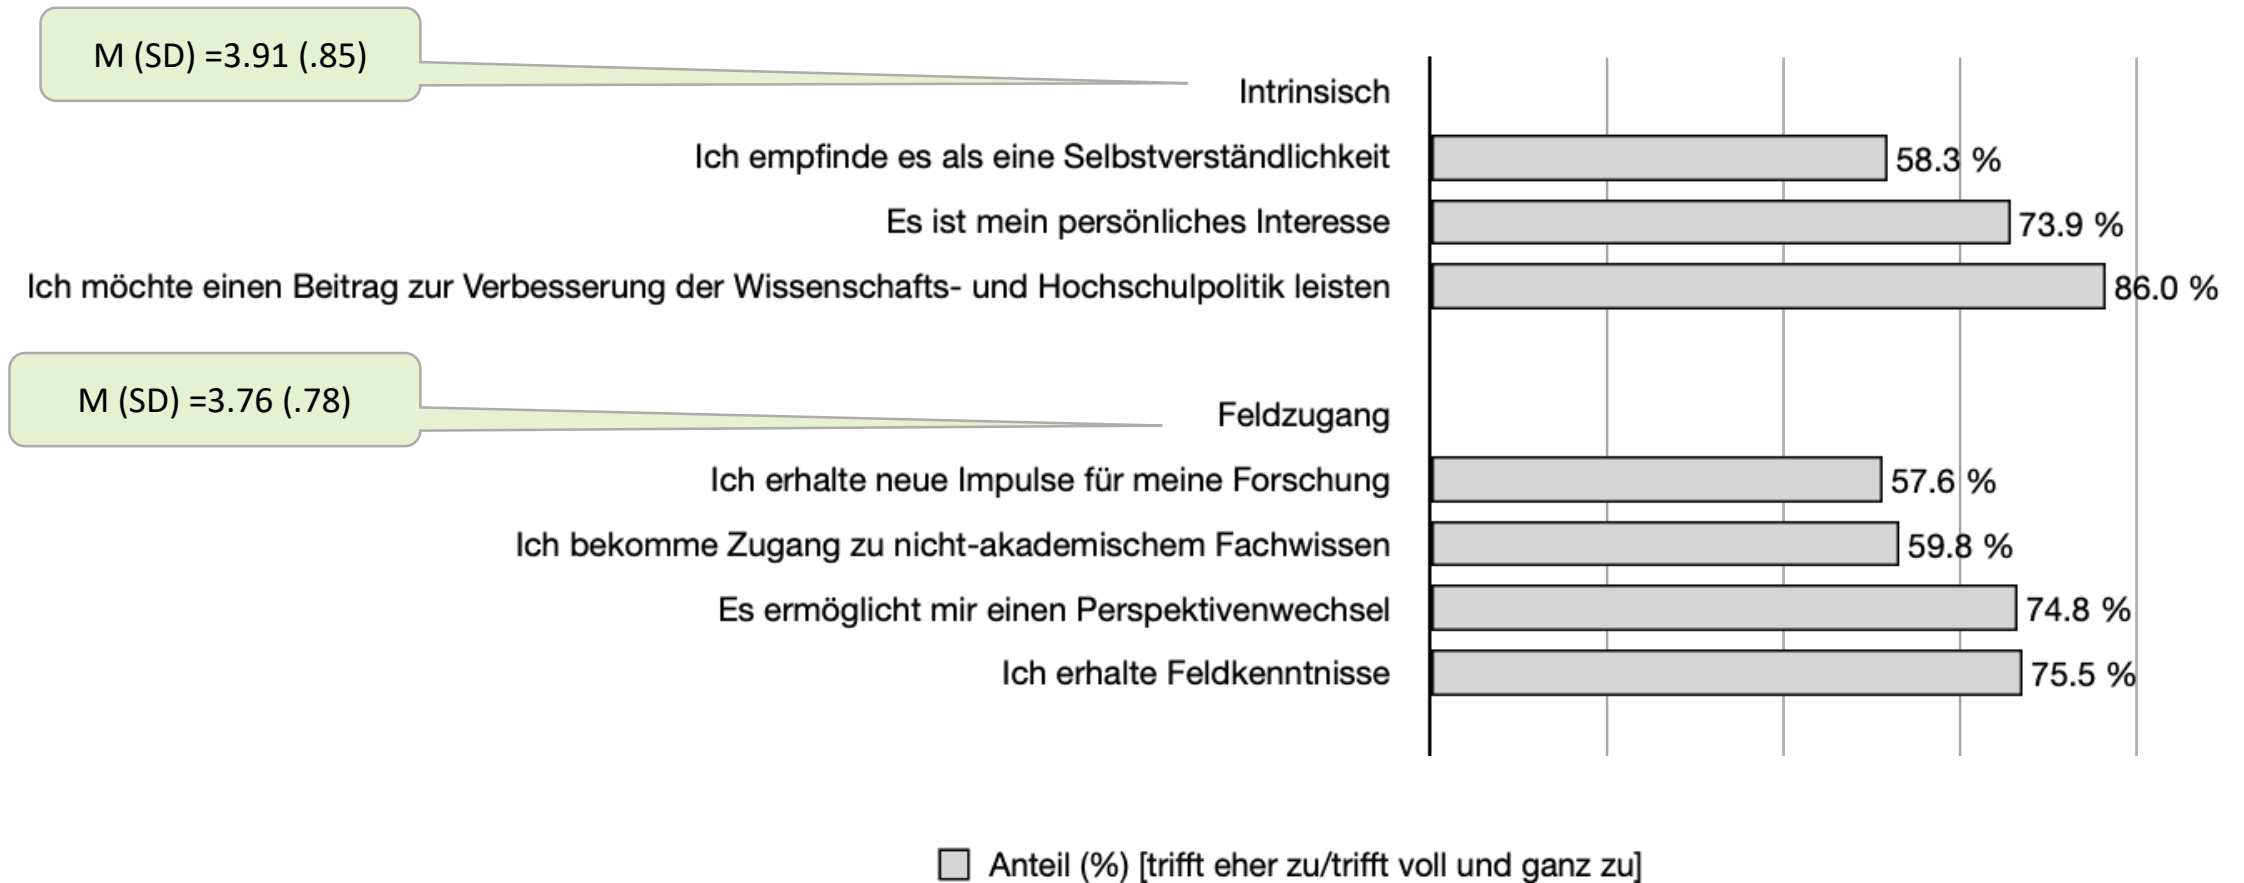 M (SD) =3.91 (.85)
Intrinsisch
Ich empfinde es als eine Selbstverständlichkeit 58.3 %
Es ist mein persönliches Interesse 73.9 %
Ich möchte einen Beitrag zur Verbesserung der Wissenschafts- und Hochschulpolitik leisten 86.0 %
M (SD) =3.76 (.78)
Feldzugang
Ich erhalte neue Impulse für meine Forschung 57.6 %
Ich bekomme Zugang zu nicht-akademischem Fachwissen 59.8 %
Es ermöglicht mir einen Perspektivenwechsel 74.8 %
Ich erhalte Feldkenntnisse 75.5 %
Anteil (%) [trifft eher zu/trifft voll und ganz zu]